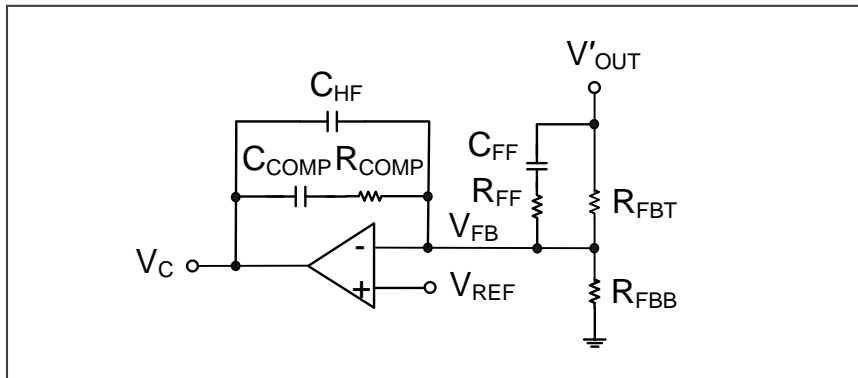 V'OUT
CHF
CFF
CCOMP RCOMP
RFF
RFBT
VFB
-
VC
+
VREF
RFBB